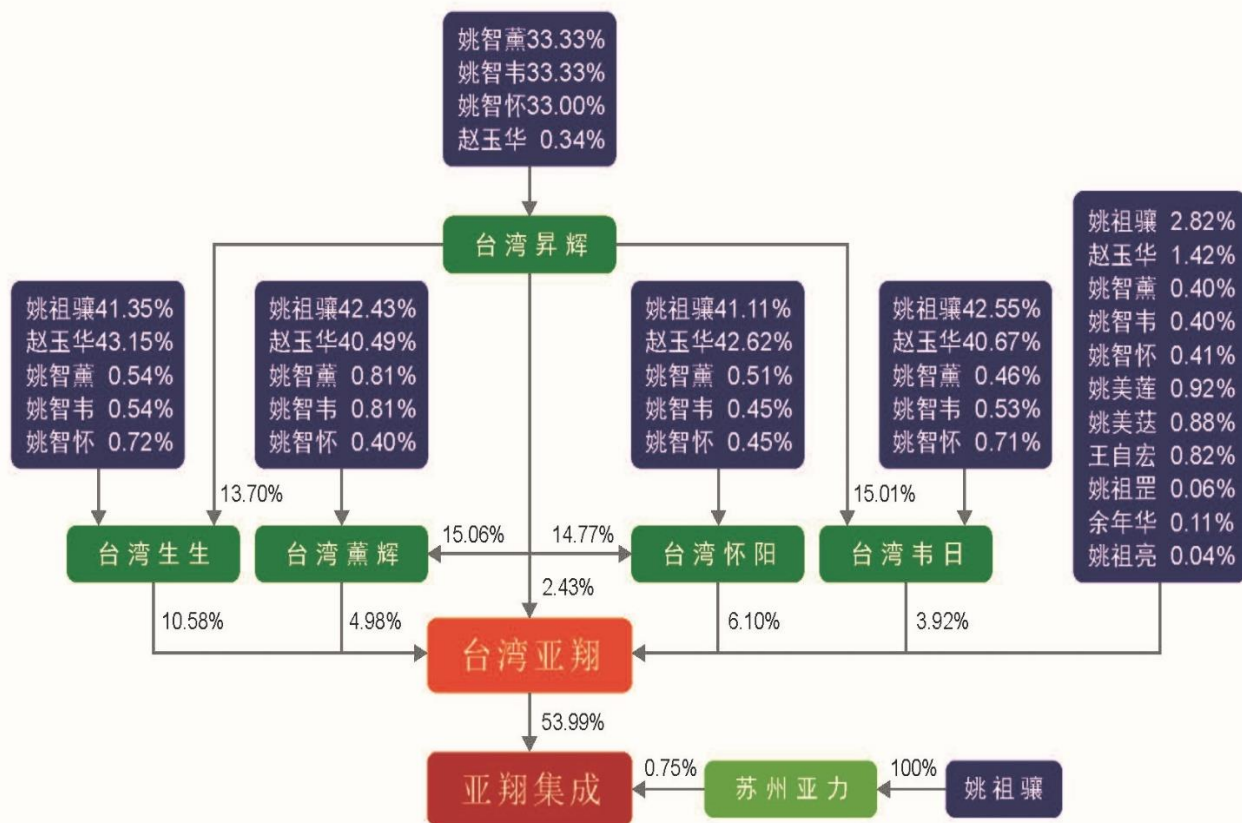 姚智薰33.33%
姚智韦33.33%
姚智怀33.00%
赵玉华 0.34%
台湾昇辉
姚祖骧41.35%
赵玉华43.15%
姚智薰 0.54%
姚智韦 0.54%
姚智怀 0.72%
姚祖骧42.43%
赵玉华40.49%
姚智薰 0.81%
姚智韦 0.81%
姚智怀 0.40%
姚祖骧41.11%
赵玉华42.62%
姚智薰 0.51%
姚智韦 0.45%
姚智怀 0.45%
姚祖骧42.55%
赵玉华40.67%
姚智薰 0.46%
姚智韦 0.53%
姚智怀 0.71%
姚祖骧 2.82%
赵玉华 1.42%
姚智薰 0.40%
姚智韦 0.40%
姚智怀 0.41%
姚美莲 0.92%
姚美荙 0.88%
王自宏 0.82%
姚祖罡 0.06%
余年华 0.11%
姚祖亮 0.04%
13.70%
15.01%
台湾生生
台湾薰辉
15.06%
14.77%
台湾怀阳
台湾韦日
10.58%
4.98%
2.43%
6.10%
3.92%
台湾亚翔
53.99%
亚翔集成
0.75%
苏州亚力
100%
姚祖骧